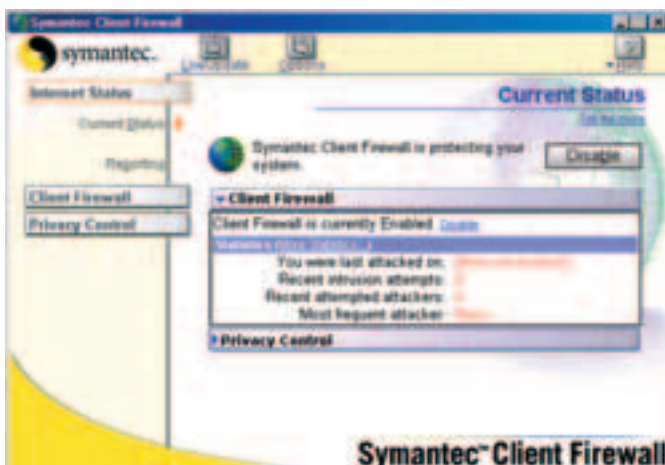 Symantec Client Firewall
symantec.
LiveUpdate
Options
Help
Internet Status
Current Status
Reporting
Client Firewall
Privacy Control
Current Status
Symantec Client Firewall is protecting your
system.
Disable
Client Firewall
Client Firewall is currently Enabled Disable
Statistics
You were last attacked on:
Recent intrusion attempts:
Recent attempted attackers:
Most frequent attacker:
Privacy Control
Symantec™ Client Firewall